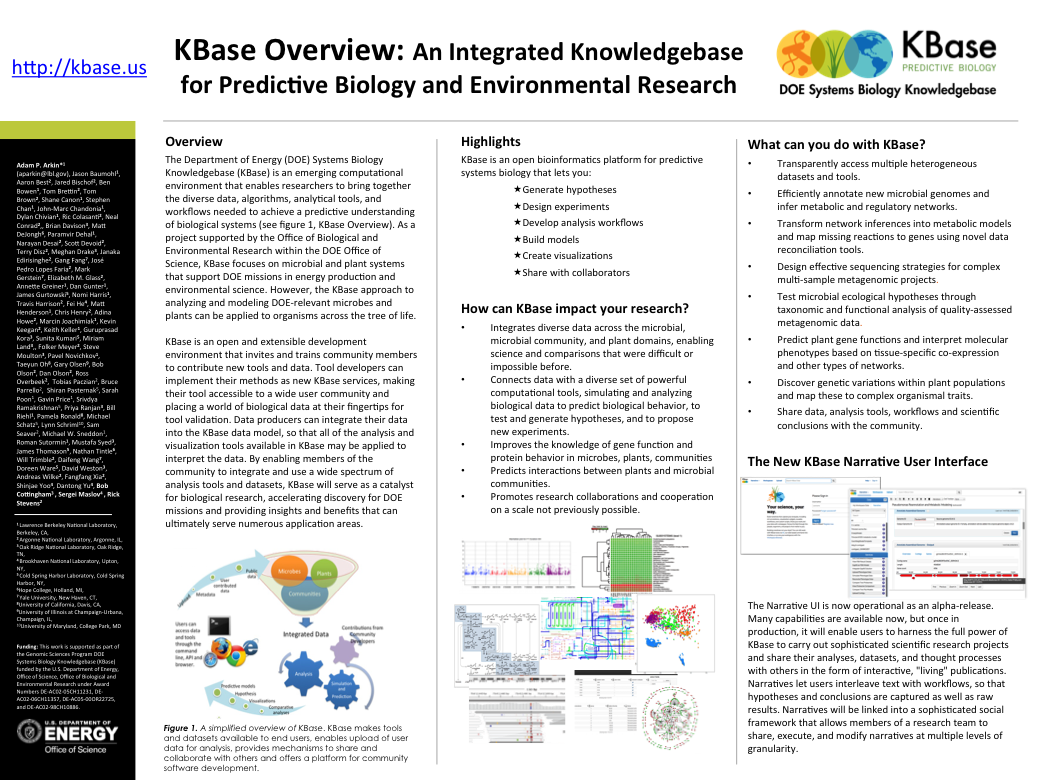 http://kbase.us
KBase Overview: An Integrated Knowledgebase
for Predictive Biology and Environmental Research
KBase
PREDICTIVE BIOLOGY
DOE Systems Biology Knowledgebase
Adam P. Arkin*¹
(aparkin@lbl.gov), Jason Baumohl¹,
Aaron Best², Jared Bischof², Ben
Bowen¹, Tom Brettin², Tom
Brown², Shane Canon¹, Stephen
Chan¹, John-Marc Chandonia¹,
Dylan Chivian¹, Ric Colasanti², Neal
Conrad², Brian Davison³, Matt
DeJongh⁶, Paramvir Dehal¹,
Narayan Desai², Scott Devoid²,
Terry Disz², Meghan Drake³, Janaka
Edirisinghe², Gang Fang⁷, José
Pedro Lopes Faria², Mark
Gerstein⁷, Elizabeth M. Glass²,
Annette Greiner¹, Dan Gunter¹,
James Gurtowski⁵, Nomi Harris¹,
Travis Harrison², Fei He⁴, Matt
Henderson¹, Chris Henry², Adina
Howe², Marcin Joachimiak¹, Kevin
Keegan², Keith Keller¹, Guruprasad
Kora³, Sunita Kumari⁵, Miriam
Land³, Folker Meyer², Steve
Moulton³, Pavel Novichkov¹,
Taeyun Oh⁸, Gary Olsen⁹, Bob
Olson², Dan Olson², Ross
Overbeek², Tobias Paczian², Bruce
Parrello², Shiran Pasternak⁵, Sarah
Poon¹, Gavin Price¹, Srivdya
Ramakrishnan⁵, Priya Ranjan³, Bill
Riehl¹, Pamela Ronald⁸, Michael
Schatz⁵, Lynn Schriml¹⁰, Sam
Seaver², Michael W. Sneddon¹,
Roman Sutormin¹, Mustafa Syed³,
James Thomason⁵, Nathan Tintle⁶,
Will Trimble², Daifeng Wang⁷,
Doreen Ware⁵, David Weston³,
Andreas Wilke², Fangfang Xia²,
Shinjae Yoo⁴, Dantong Yu⁴, Bob
Cottingham³, Sergei Maslov⁴, Rick
Stevens²
¹Lawrence Berkeley National Laboratory,
Berkeley, CA,
²Argonne National Laboratory, Argonne, IL,
³Oak Ridge National Laboratory, Oak Ridge,
TN,
⁴Brookhaven National Laboratory, Upton,
NY,
⁵Cold Spring Harbor Laboratory, Cold Spring
Harbor, NY,
⁶Hope College, Holland, MI,
⁷Yale University, New Haven, CT,
⁸University of California, Davis, CA,
⁹University of Illinois at Champaign-Urbana,
Champaign, IL,
¹⁰University of Maryland, College Park, MD
Funding: This work is supported as part of
the Genomic Sciences Program DOE
Systems Biology Knowledgebase (KBase)
funded by the U.S. Department of Energy,
Office of Science, Office of Biological and
Environmental Research under Award
Numbers DE-AC02-05CH11231, DE-
AC02-06CH11357, DE-AC05-00OR22725,
and DE-AC02-98CH10886.
U.S. DEPARTMENT OF
ENERGY
Office of Science
Overview
The Department of Energy (DOE) Systems Biology
Knowledgebase (KBase) is an emerging computational
environment that enables researchers to bring together
the diverse data, algorithms, analytical tools, and
workflows needed to achieve a predictive understanding
of biological systems (see figure 1, KBase Overview). As a
project supported by the Office of Biological and
Environmental Research within the DOE Office of
Science, KBase focuses on microbial and plant systems
that support DOE missions in energy production and
environmental science. However, the KBase approach to
analyzing and modeling DOE-relevant microbes and
plants can be applied to organisms across the tree of life.
KBase is an open and extensible development
environment that invites and trains community members
to contribute new tools and data. Tool developers can
implement their methods as new KBase services, making
their tool accessible to a wide user community and
placing a world of biological data at their fingertips for
tool validation. Data producers can integrate their data
into the KBase data model, so that all of the analysis and
visualization tools available in KBase may be applied to
interpret the data. By enabling members of the
community to integrate and use a wide spectrum of
analysis tools and datasets, KBase will serve as a catalyst
for biological research, accelerating discovery for DOE
missions and providing insights and benefits that can
ultimately serve numerous application areas.
Public
data
User
contributed
data
Metadata
Upload
Microbes
Plants
Communities
Integrated Data
Contributions from
Community
Developers
Users can
access data
and tools
through the
command
line, API and
browser.
Analysis
Simulation
and
Prediction
Predictive models
Hypothesis
Visualizations
Comparative
analyses
Figure 1. A simplified overview of KBase. KBase makes tools
and datasets available to end users, enables upload of user
data for analysis, provides mechanisms to share and
collaborate with others and offers a platform for community
software development.
Highlights
KBase is an open bioinformatics platform for predictive
systems biology that lets you:
★Generate hypotheses
★Design experiments
★Develop analysis workflows
★Build models
★Create visualizations
★Share with collaborators
How can KBase impact your research?
• Integrates diverse data across the microbial,
microbial community, and plant domains, enabling
science and comparisons that were difficult or
impossible before.
• Connects data with a diverse set of powerful
computational tools, simulating and analyzing
biological data to predict biological behavior, to
test and generate hypotheses, and to propose
new experiments.
• Improves the knowledge of gene function and
protein behavior in microbes, plants, communities
• Predicts interactions between plants and microbial
communities.
• Promotes research collaborations and cooperation
on a scale not previously possible.
What can you do with KBase?
• Transparently access multiple heterogeneous
datasets and tools.
• Efficiently annotate new microbial genomes and
infer metabolic and regulatory networks.
• Transform network inferences into metabolic models
and map missing reactions to genes using novel data
reconciliation tools.
• Design effective sequencing strategies for complex
multi-sample metagenomic projects.
• Test microbial ecological hypotheses through
taxonomic and functional analysis of quality-assessed
metagenomic data.
• Predict plant gene functions and interpret molecular
phenotypes based on tissue-specific co-expression
and other types of networks.
• Discover genetic variations within plant populations
and map these to complex organismal traits.
• Share data, analysis tools, workflows and scientific
conclusions with the community.
The New KBase Narrative User Interface
Your science,
your way.
The Narrative UI is now operational as an alpha-release.
Many capabilities are available now, but once in
production, it will enable users to harness the full power of
KBase to carry out sophisticated scientific research projects
and share their analyses, datasets, and thought processes
with others in the form of interactive, "living" publications.
Narratives let users interleave text with workflows, so that
hypotheses and conclusions are captured as well as raw
results. Narratives will be linked into a sophisticated social
framework that allows members of a research team to
share, execute, and modify narratives at multiple levels of
granularity.